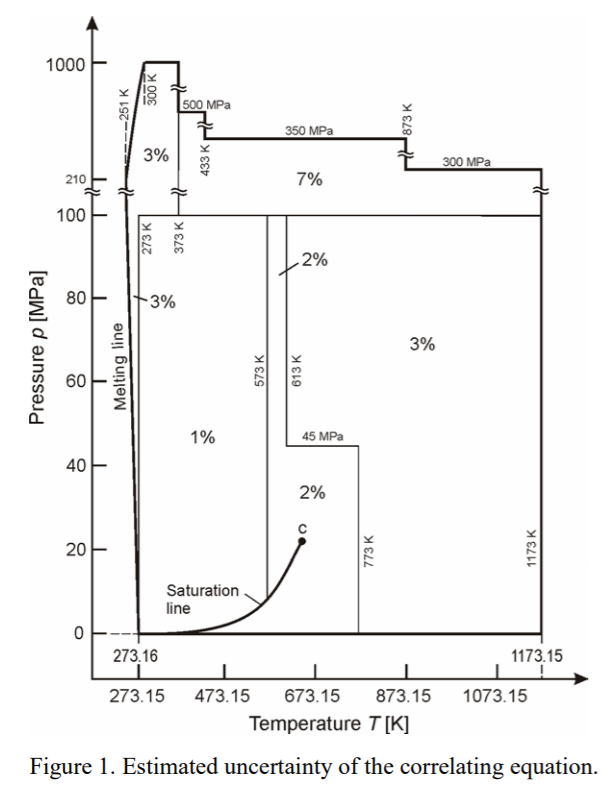 1000
300 K
251 K
500 MPa
350 MPa
873 K
3%
433 K
300 MPa
210
7%
100
273 K
373 K
2%
80
3%
Pressure p [MPa]
Melting line
573 K
613 K
3%
60
1%
45 MPa
40
2%
C
20
773 K
1173 K
Saturation
line
0
273.16
1173.15
273.15 473.15 673.15 873.15 1073.15
Temperature T [K]
Figure 1. Estimated uncertainty of the correlating equation.